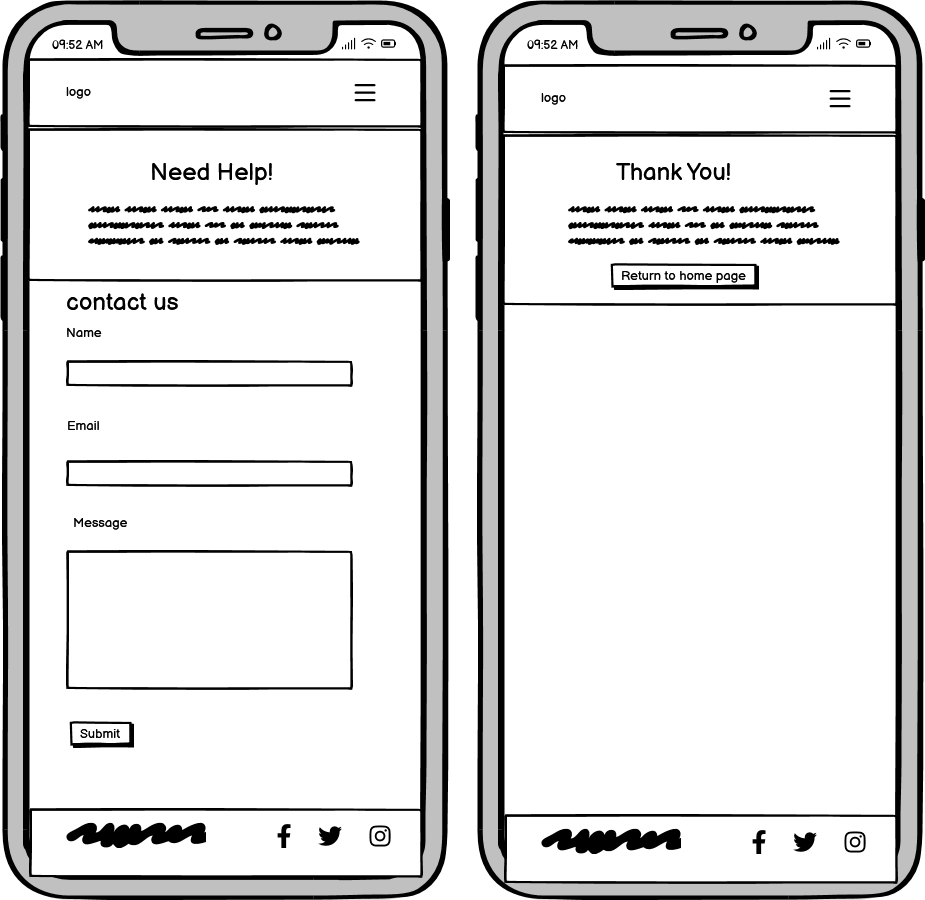 09:52 AM
logo
Need Help!
contact us
Name
Email
Message
Submit
09:52 AM
logo
Thank You!
Return to home page